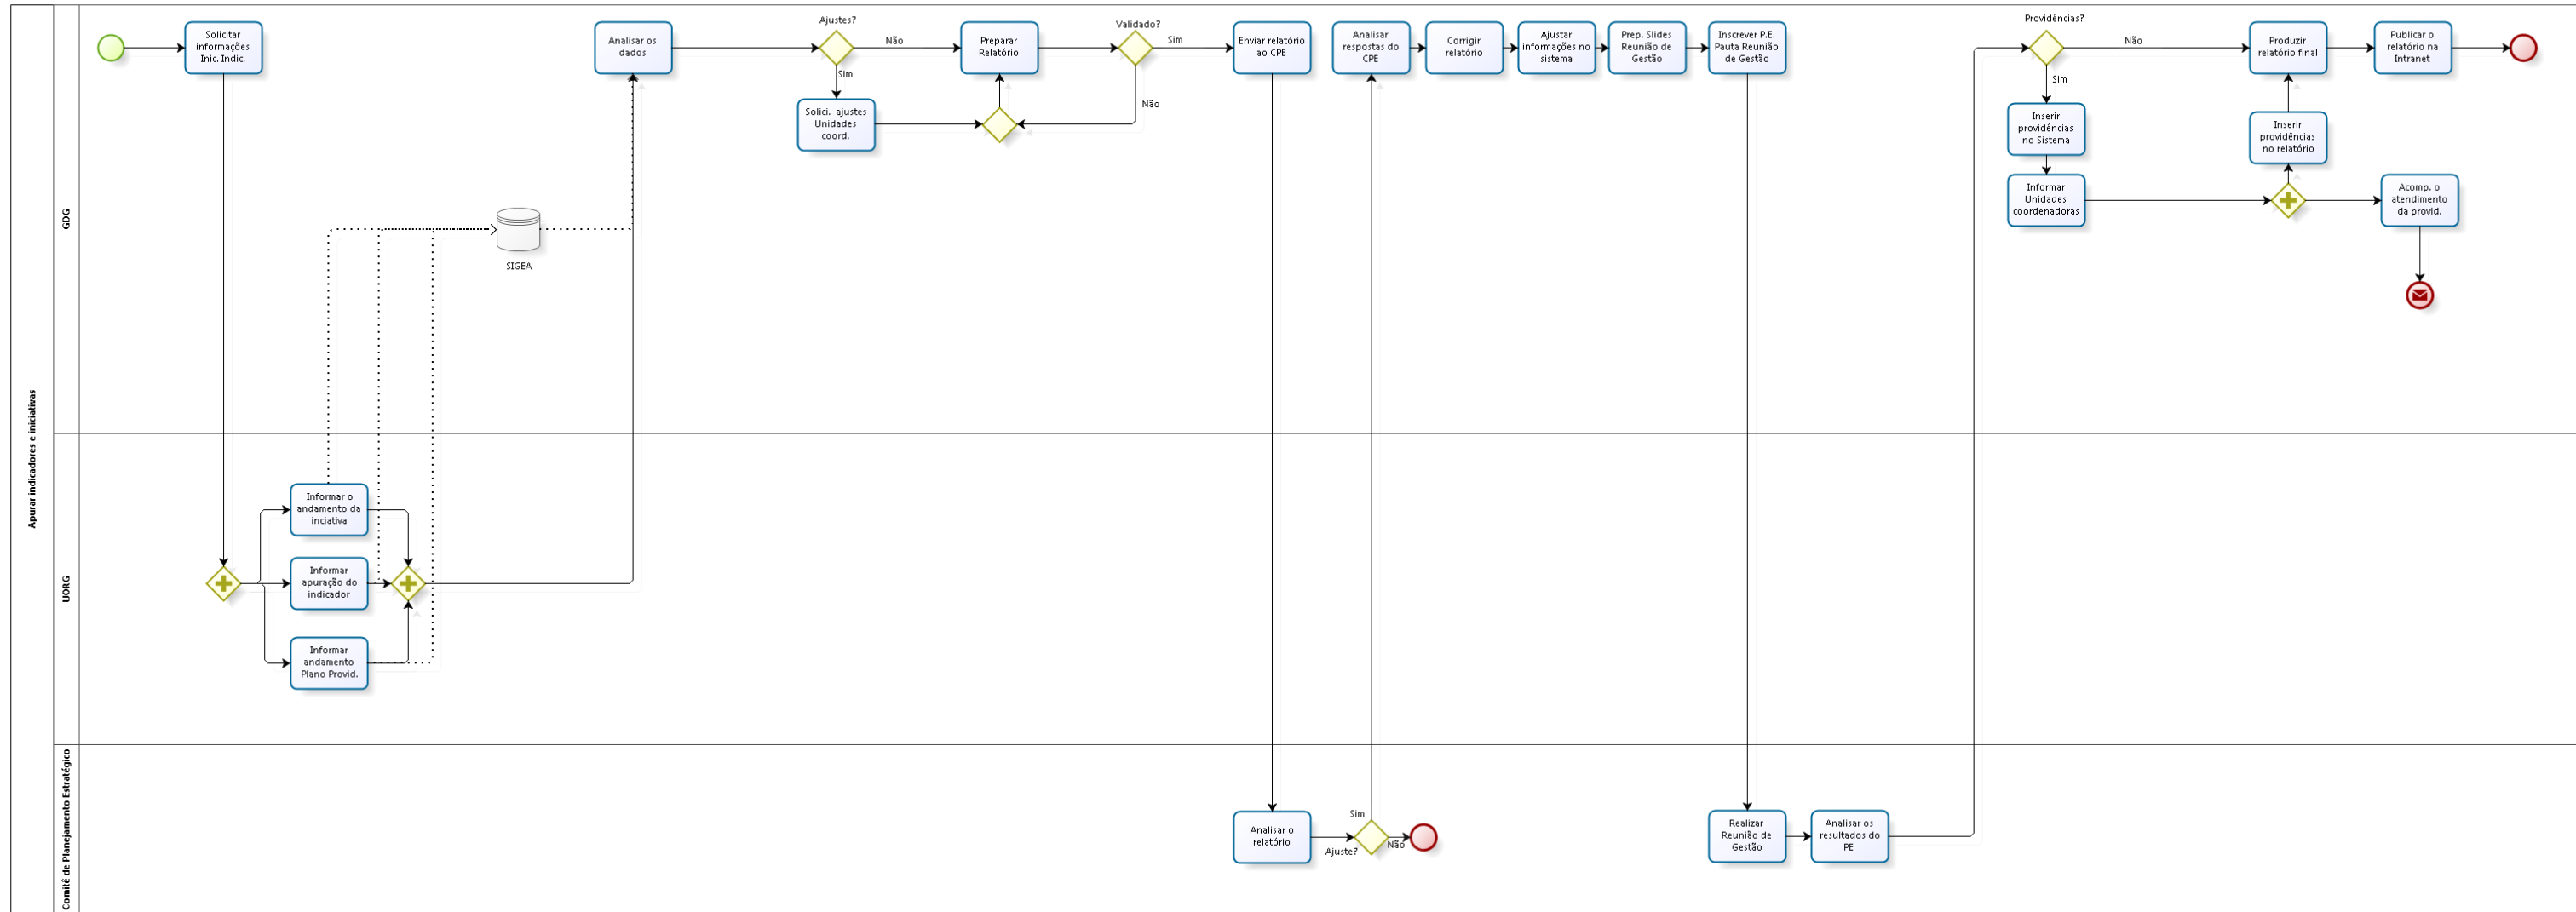 Apurar indicadores e iniciativas
GDG
Solicitar
informações
Inic. Indic.
Analisar os
dados
Ajustes?
Não
Sim
Solici. ajustes
Unidades
coord.
Preparar
Relatório
Validado?
Sim
Não
Enviar relatório
ao CPE
Analisar
respostas do
CPE
Corrigir
relatório
Ajustar
informações no
sistema
Prep. Slides
Reunião de
Gestão
Inscrever P.E.
Pauta Reunião
de Gestão
Providências?
Não
Sim
Inserir
providências
no Sistema
Informar
Unidades
coordenadoras
Produzir
relatório final
Publicar o
relatório na
Intranet
Inserir
providências
no relatório
Acomp. o
atendimento
da provid.
SIGEA
UORG
Informar o
andamento da
inciativa
Informar
apuração do
indicador
Informar
andamento
Plano Provid.
Comitê de Planejamento Estratégico
Analisar o
relatório
Sim
Ajuste?
Não
Realizar
Reunião de
Gestão
Analisar os
resultados do
PE